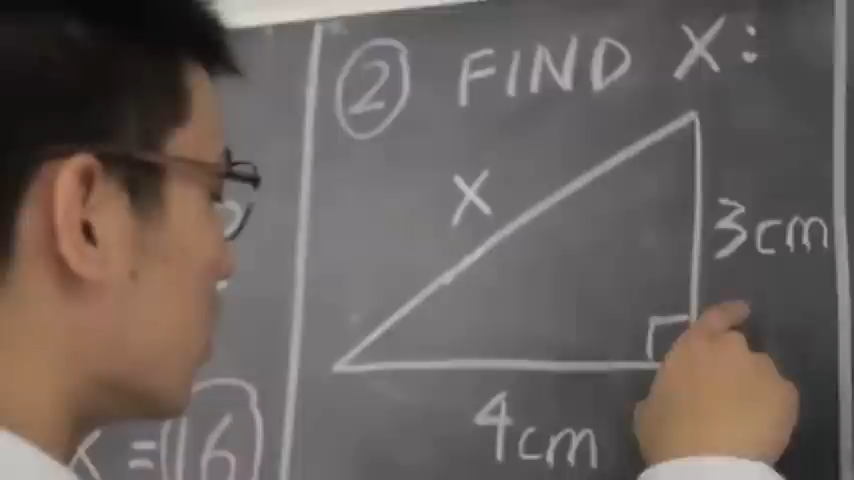 ② FIND X:
X
3cm
4cm
X = 16